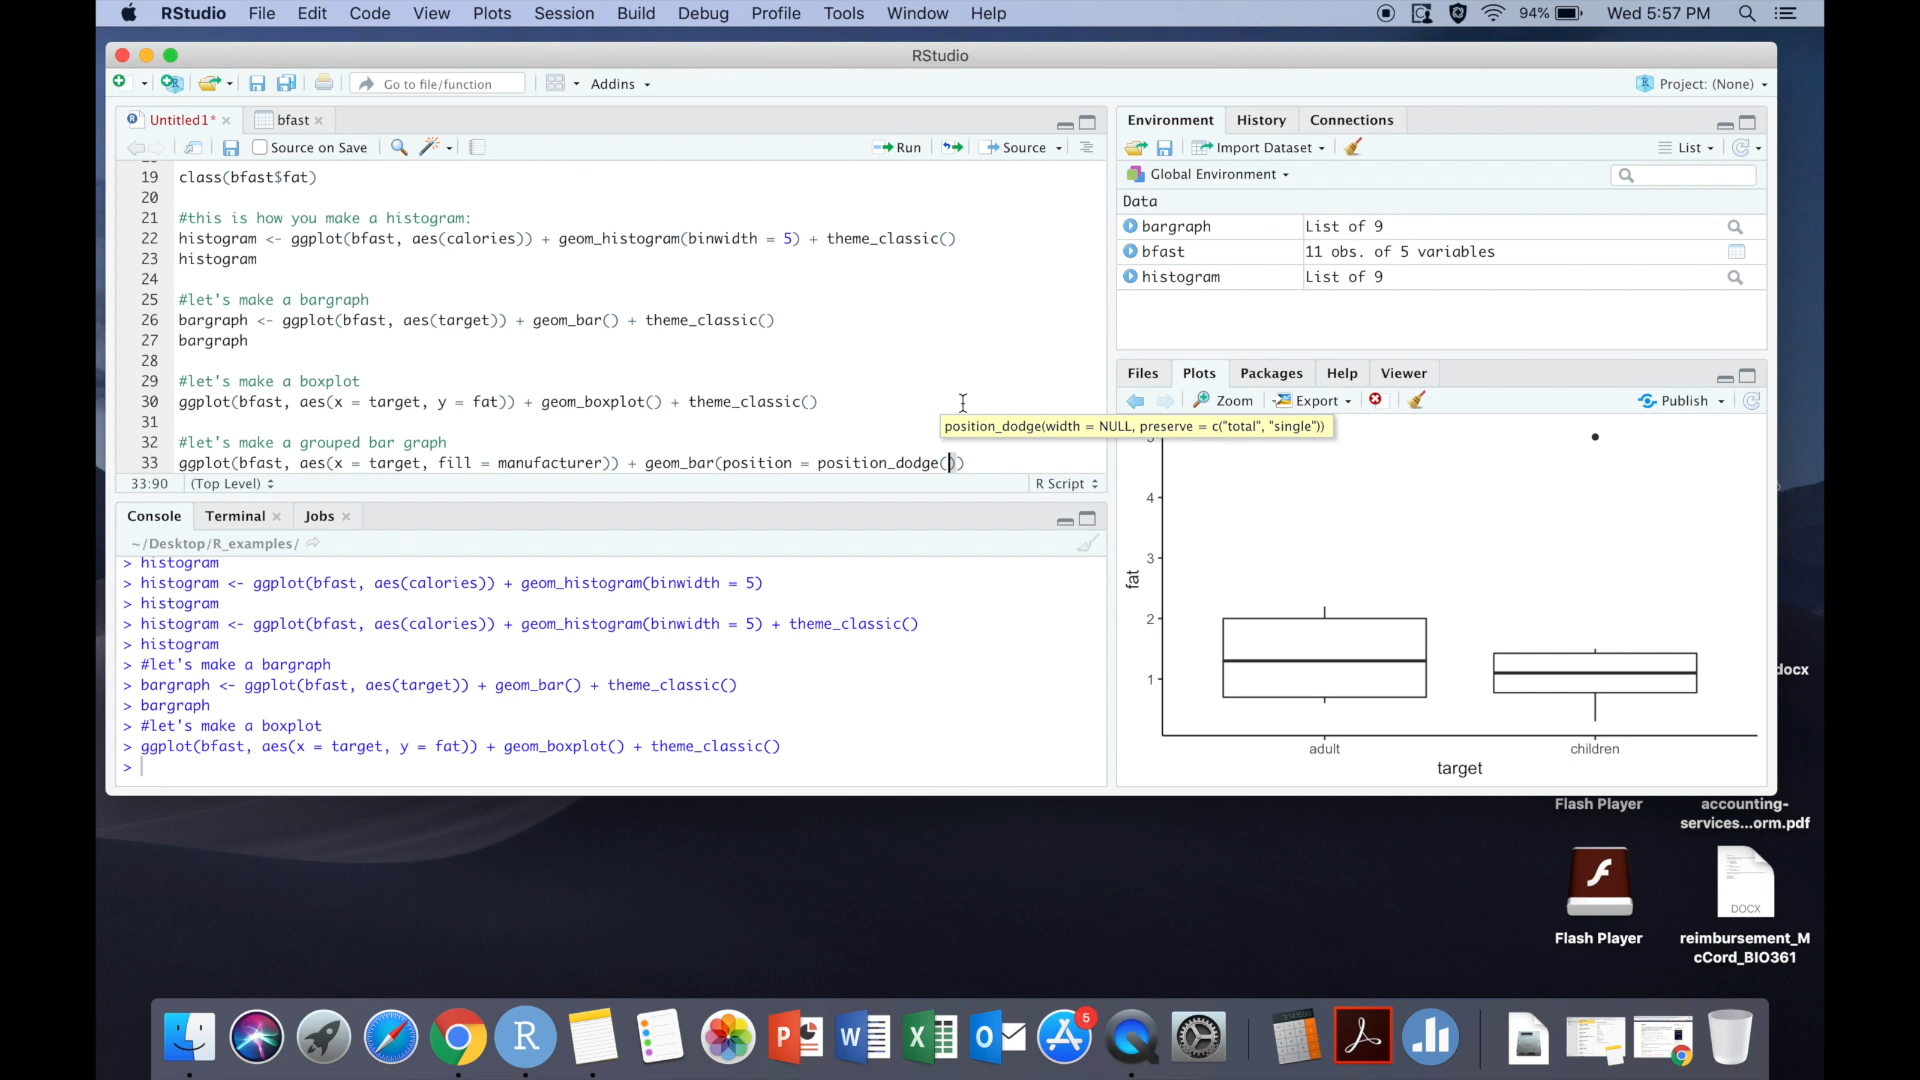 RStudio File Edit Code View Plots Session Build Debug Profile Tools Window Help 94% Wed 5:57 PM
RStudio
Go to file/function Addins Project: (None)
Untitled1* bfast
Source on Save Run Source
19 class(bfast$fat)
20
21 #this is how you make a histogram:
22 histogram <- ggplot(bfast, aes(calories)) + geom_histogram(binwidth = 5) + theme_classic()
23 histogram
24
25 #let's make a bargraph
26 bargraph <- ggplot(bfast, aes(target)) + geom_bar() + theme_classic()
27 bargraph
28
29 #let's make a boxplot
30 ggplot(bfast, aes(x = target, y = fat)) + geom_boxplot() + theme_classic()
31
position_dodge(width = NULL, preserve = c("total", "single"))
32 #let's make a grouped bar graph
33 ggplot(bfast, aes(x = target, fill = manufacturer)) + geom_bar(position = position_dodge())
33:90 (Top Level) R Script
Console Terminal Jobs
~/Desktop/R_examples/
> histogram
> histogram <- ggplot(bfast, aes(calories)) + geom_histogram(binwidth = 5)
> histogram
> histogram <- ggplot(bfast, aes(calories)) + geom_histogram(binwidth = 5) + theme_classic()
> histogram
> #let's make a bargraph
> bargraph <- ggplot(bfast, aes(target)) + geom_bar() + theme_classic()
> bargraph
> #let's make a boxplot
> ggplot(bfast, aes(x = target, y = fat)) + geom_boxplot() + theme_classic()
>
Environment History Connections
Import Dataset List
Global Environment
Data
bargraph List of 9
bfast 11 obs. of 5 variables
histogram List of 9
Files Plots Packages Help Viewer
Zoom Export Publish
4
3
2
1
fat
adult children
target
docx
Flash Player
accounting-
services...orm.pdf
DOCX
Flash Player
reimbursement_M
cCord_BIO361
R
P
W
X
O
5